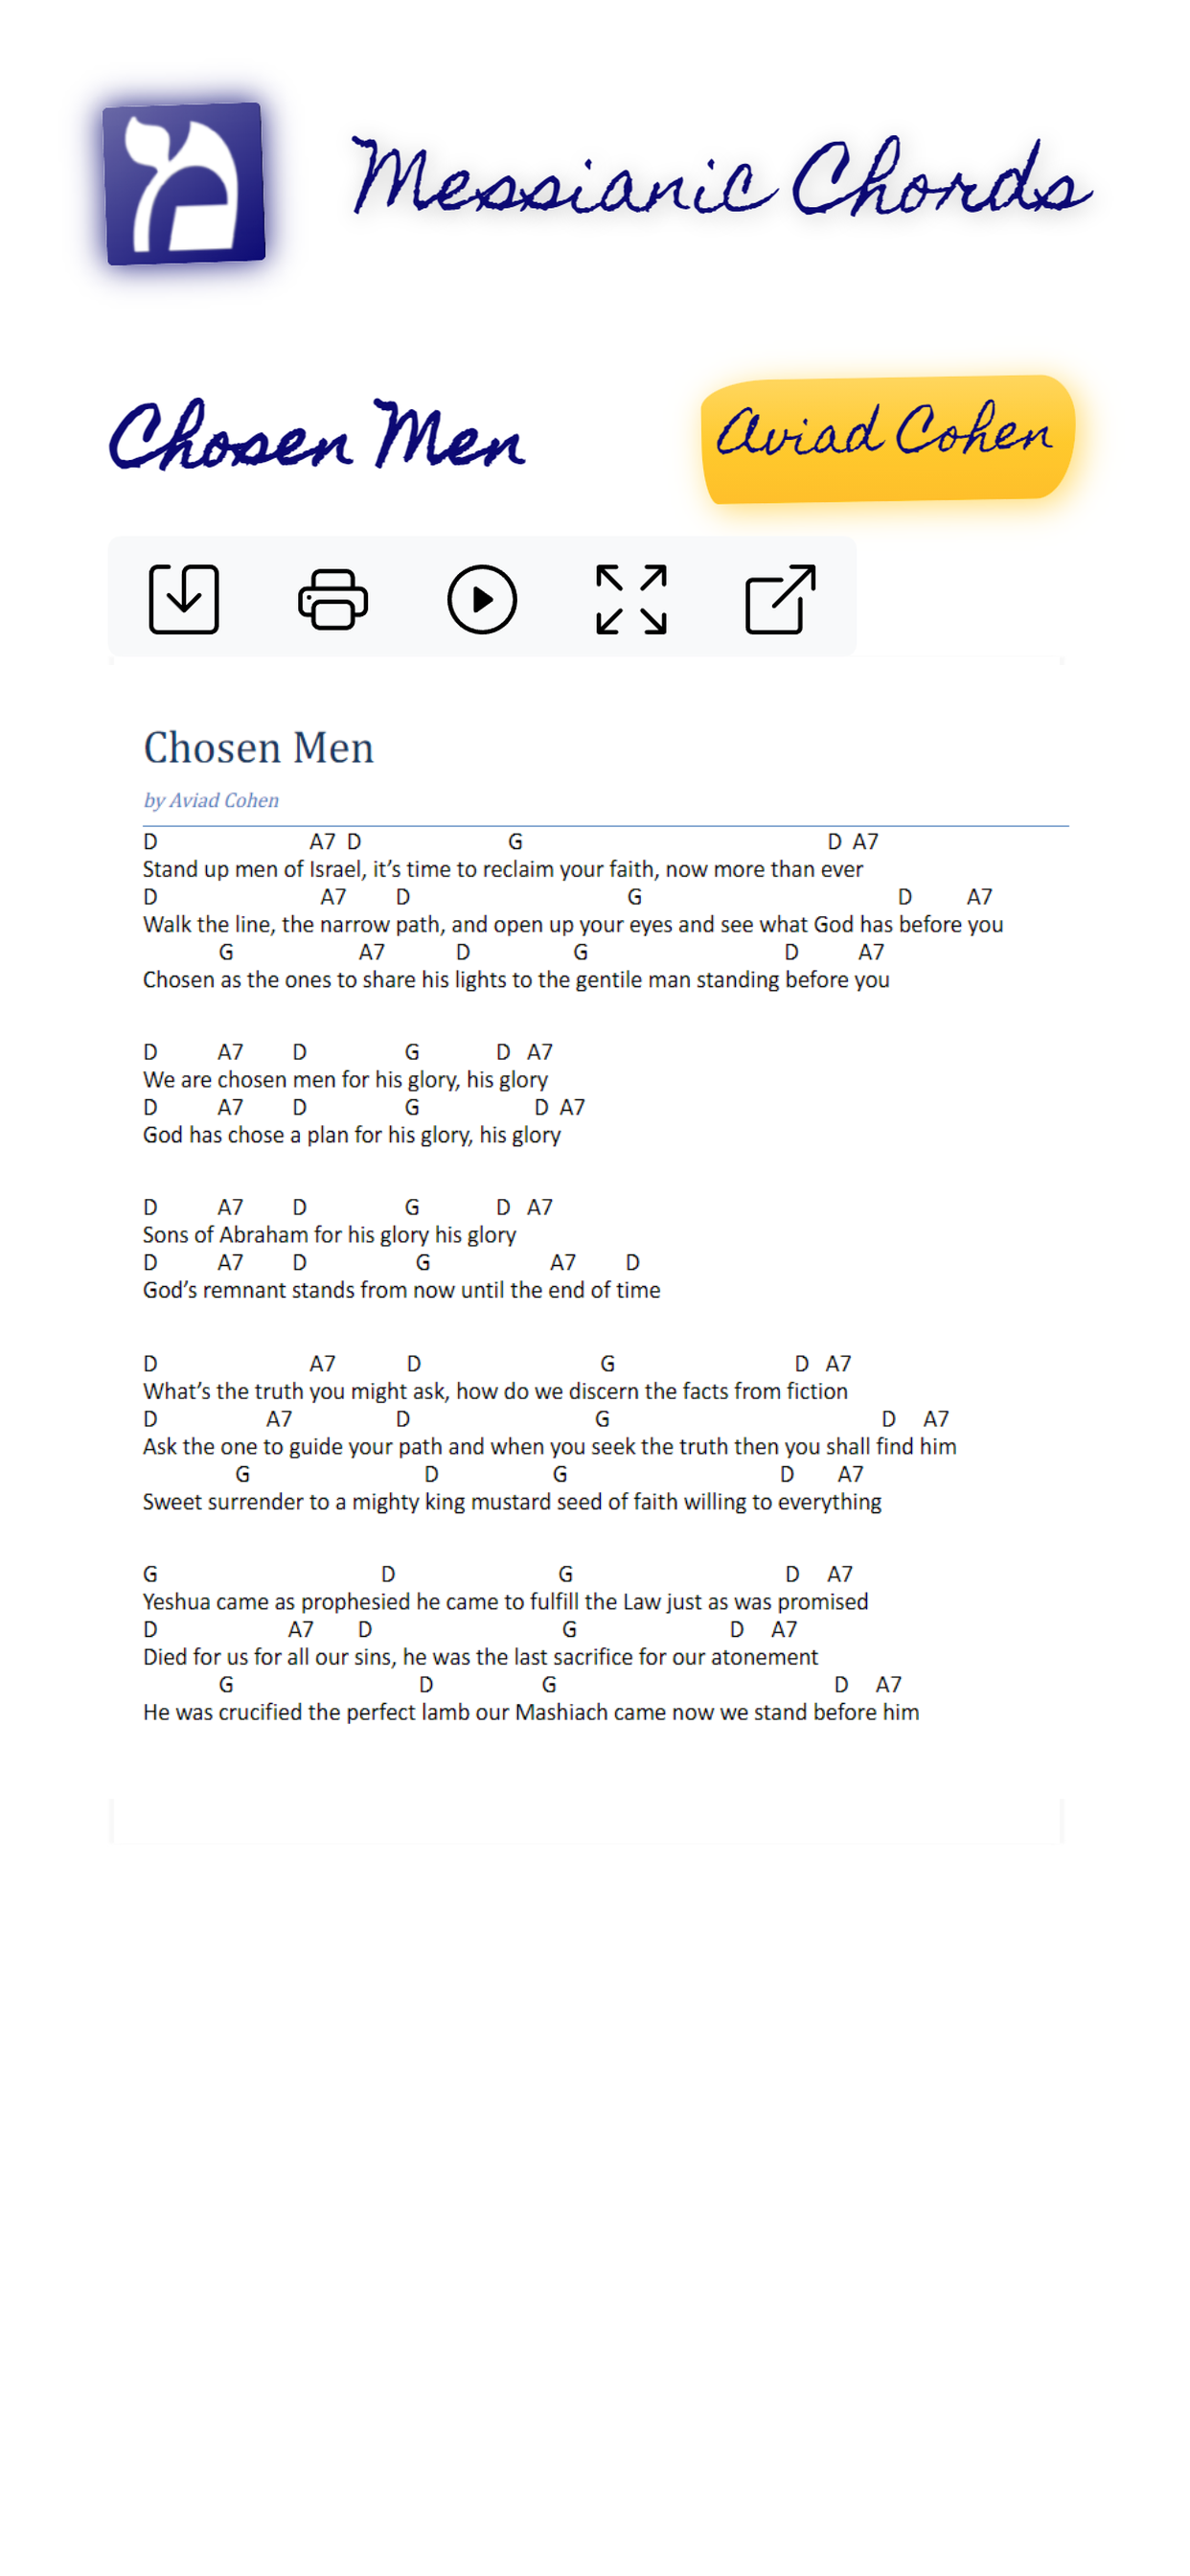 מ
Messianic Chords
Chosen Men
Aviad Cohen
Chosen Men
by Aviad Cohen
D A7 D G D A7
Stand up men of Israel, it’s time to reclaim your faith, now more than ever
D A7 D G D A7
Walk the line, the narrow path, and open up your eyes and see what God has before you
G A7 D G D A7
Chosen as the ones to share his lights to the gentile man standing before you
D A7 D G D A7
We are chosen men for his glory, his glory
D A7 D G D A7
God has chose a plan for his glory, his glory
D A7 D G D A7
Sons of Abraham for his glory his glory
D A7 D G A7 D
God’s remnant stands from now until the end of time
D A7 D G D A7
What’s the truth you might ask, how do we discern the facts from fiction
D A7 D G D A7
Ask the one to guide your path and when you seek the truth then you shall find him
G D G D A7
Sweet surrender to a mighty king mustard seed of faith willing to everything
G D G D A7
Yeshua came as prophesied he came to fulfill the Law just as was promised
D A7 D G D A7
Died for us for all our sins, he was the last sacrifice for our atonement
G D G D A7
He was crucified the perfect lamb our Mashiach came now we stand before him